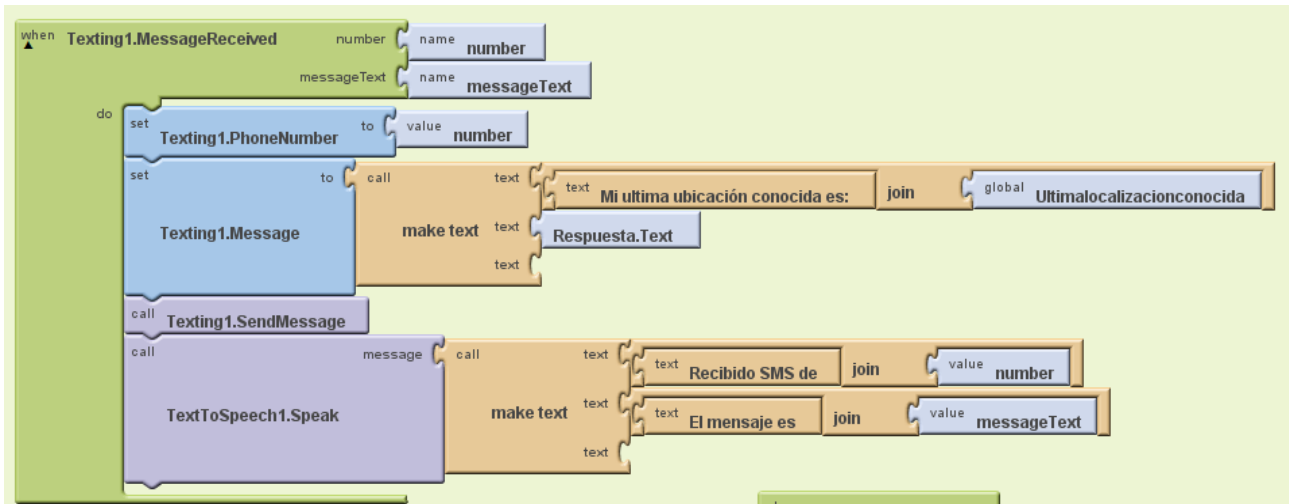 when Texting1.MessageReceived number name number
messageText name messageText
do
set Texting1.PhoneNumber to value number
set Texting1.Message to call make text text text Mi ultima ubicación conocida es: join global Ultimalocalizacionconocida
text Respuesta.Text
text
call Texting1.SendMessage
call TextToSpeech1.Speak message call make text text text Recibido SMS de join value number
text text El mensaje es join value messageText
text